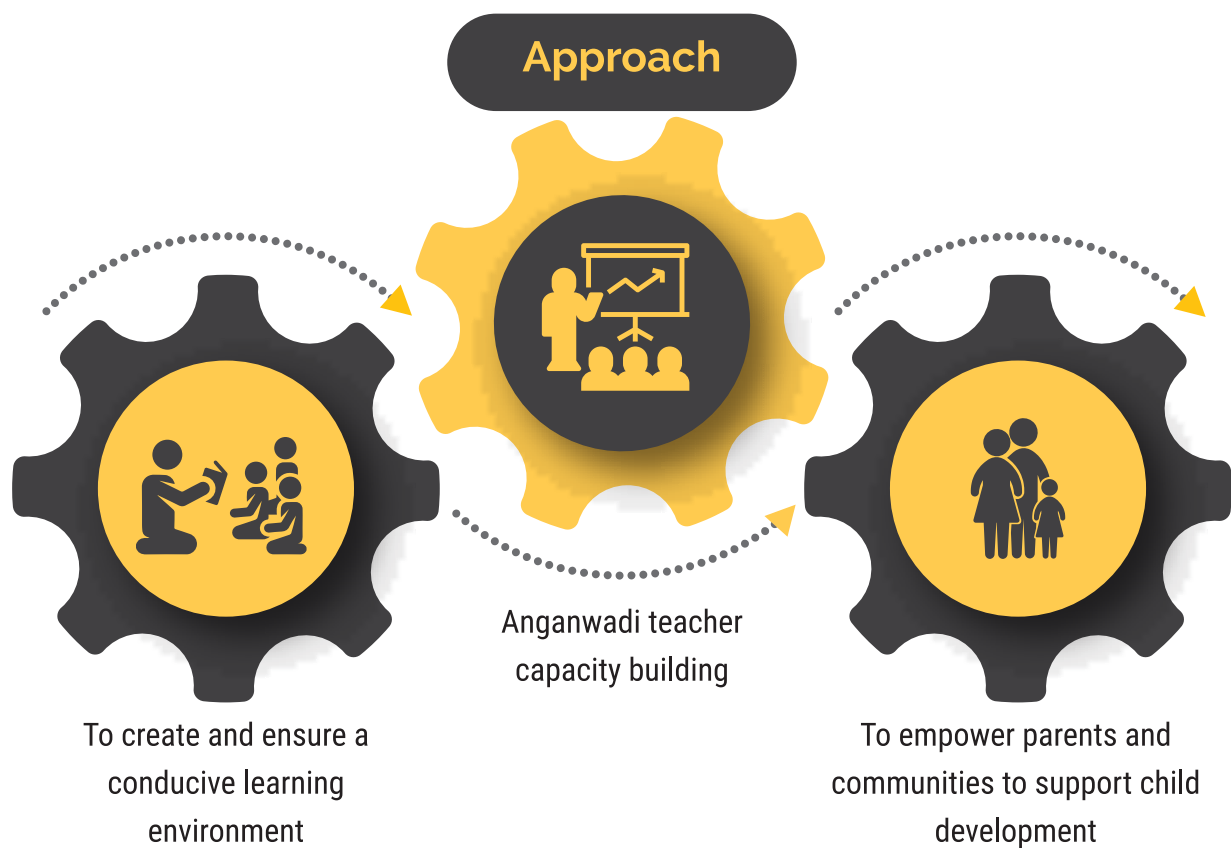 Approach
Anganwadi teacher
capacity building
To create and ensure a
conducive learning
environment
To empower parents and
communities to support child
development